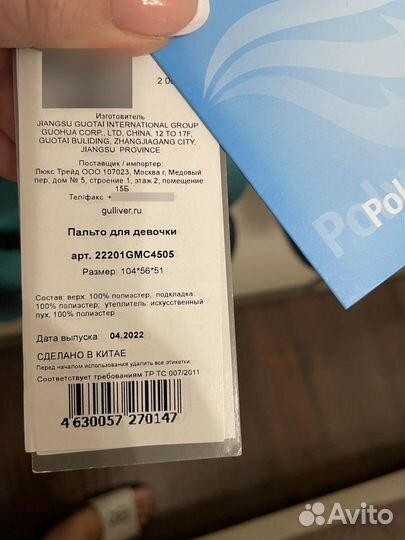 2 0
Изготовитель
JIANGSU GUOTAI INTERNATIONAL GROUP
GUOHUA CORP., LTD, CHINA, 12 TO 17F,
GUOTAI BULIDING, ZHANGJIAGANG CITY,
JIANGSU PROVINCE
Поставщик / импортер:
Люкс Трейд ООО 107023, Москва г, Медовый
пер, дом № 5, строение 1, этаж 2, помещение
15Б
Тел/факс +
gulliver.ru
Пальто для девочки
арт. 22201GMC4505
Размер: 104*56*51
Состав: верх: 100% полиэстер, подкладка:
100% полиэстер; утеплитель: искусственный
пух, 100% полиэстер
Дата выпуска: 04.2022
СДЕЛАНО В КИТАЕ
Перед началом использования удалить все этикетки.
Соответствует требованиям ТР ТС 007/2011
4 630057 270147
Pol
Avito